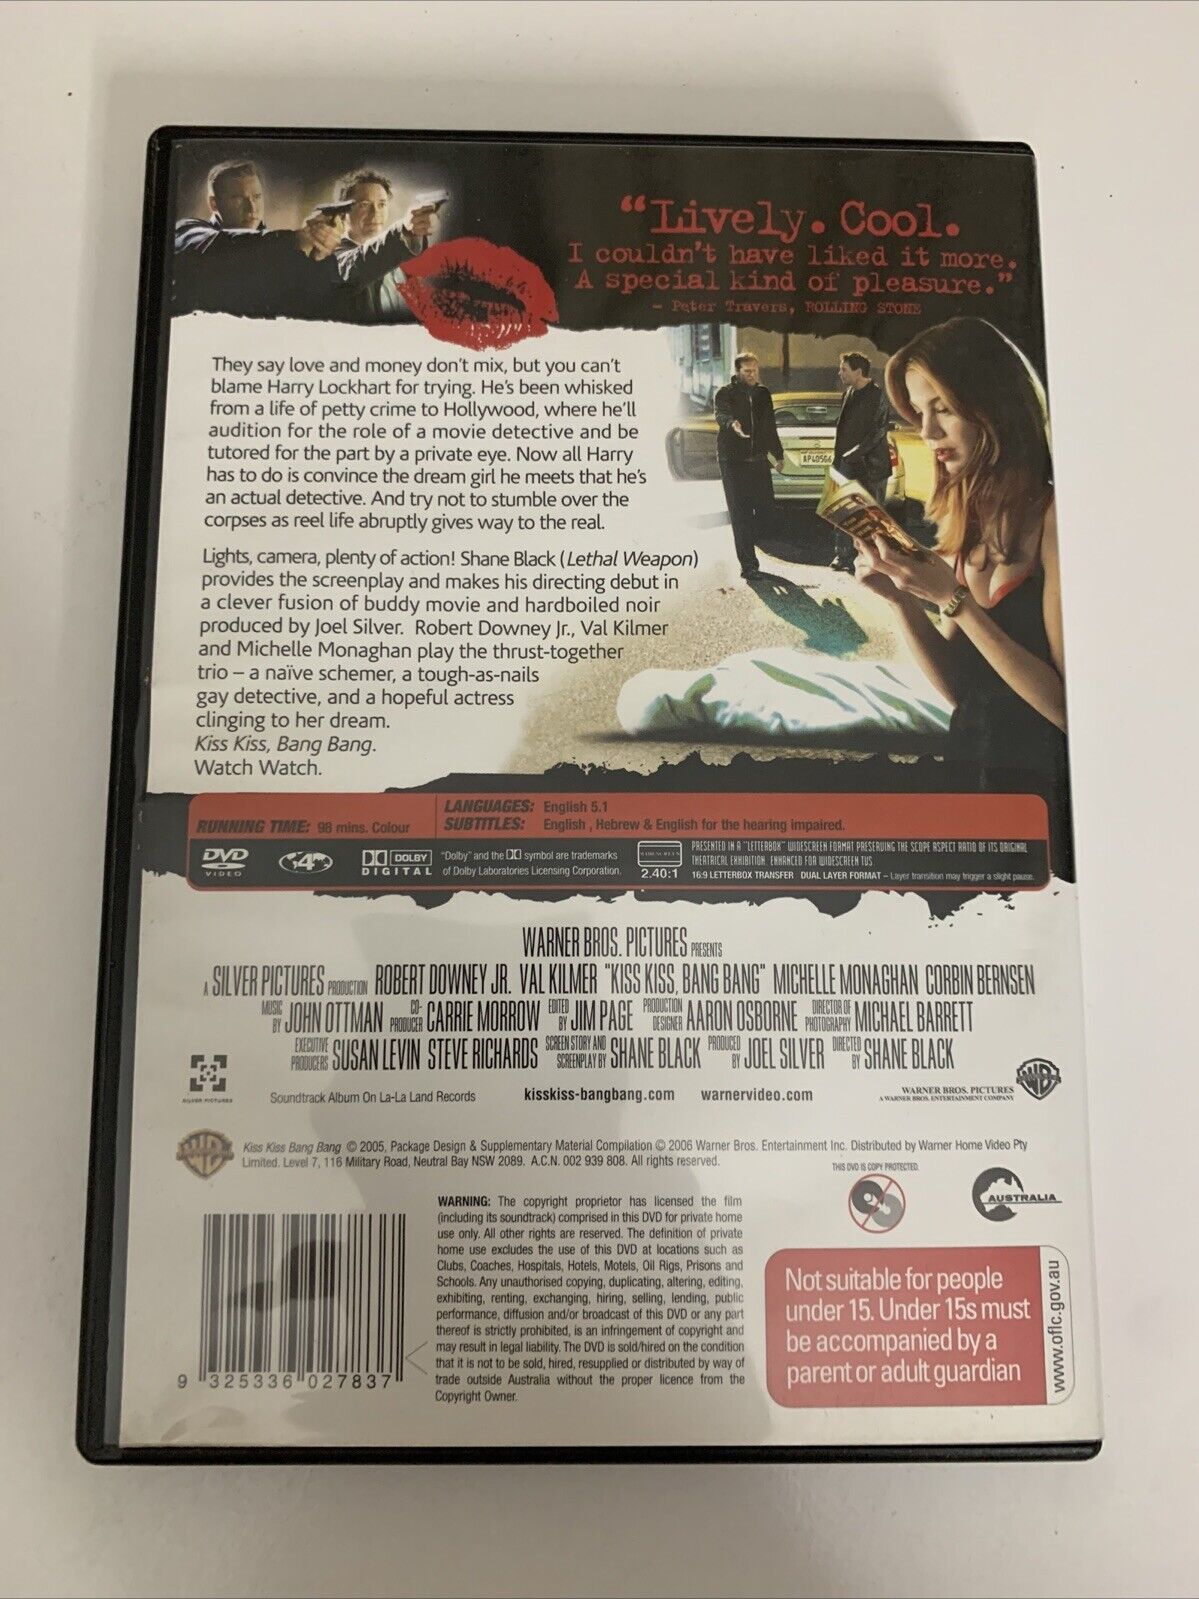 “Lively. Cool.
I couldn't have liked it more.
A special kind of pleasure.”
– Peter Travers, ROLLING STONE
They say love and money don't mix, but you can't
blame Harry Lockhart for trying. He's been whisked
from a life of petty crime to Hollywood, where he'll
audition for the role of a movie detective and be
tutored for the part by a private eye. Now all Harry
has to do is convince the dream girl he meets that he's
an actual detective. And try not to stumble over the
corpses as reel life abruptly gives way to the real.
Lights, camera, plenty of action! Shane Black (Lethal Weapon)
provides the screenplay and makes his directing debut in
a clever fusion of buddy movie and hardboiled noir
produced by Joel Silver. Robert Downey Jr., Val Kilmer
and Michelle Monaghan play the thrust-together
trio – a naïve schemer, a tough-as-nails
gay detective, and a hopeful actress
clinging to her dream.
Kiss Kiss, Bang Bang.
Watch Watch.
RUNNING TIME: 98 mins. Colour
LANGUAGES: English 5.1
SUBTITLES: English , Hebrew & English for the hearing impaired.
DVD
VIDEO
4
DOLBY
DIGITAL
"Dolby" and the DD symbol are trademarks
of Dolby Laboratories Licensing Corporation.
WIDESCREEN
2.40:1
PRESENTED IN A "LETTERBOX" WIDESCREEN FORMAT PRESERVING THE SCOPE ASPECT RATIO OF ITS ORIGINAL
THEATRICAL EXHIBITION. ENHANCED FOR WIDESCREEN TVS.
16:9 LETTERBOX TRANSFER DUAL LAYER FORMAT – Layer transition may trigger a slight pause.
WARNER BROS. PICTURES PRESENTS
A SILVER PICTURES PRODUCTION ROBERT DOWNEY JR. VAL KILMER "KISS KISS, BANG BANG" MICHELLE MONAGHAN CORBIN BERNSEN
MUSIC BY JOHN OTTMAN CO-PRODUCER CARRIE MORROW EDITED BY JIM PAGE PRODUCTION DESIGNER AARON OSBORNE DIRECTOR OF PHOTOGRAPHY MICHAEL BARRETT
EXECUTIVE PRODUCERS SUSAN LEVIN STEVE RICHARDS SCREEN STORY AND SCREENPLAY BY SHANE BLACK PRODUCED BY JOEL SILVER DIRECTED BY SHANE BLACK
SILVER PICTURES
Soundtrack Album On La-La Land Records
kisskiss-bangbang.com
warnervideo.com
WARNER BROS. PICTURES
A WARNER BROS. ENTERTAINMENT COMPANY
WB
WB
Kiss Kiss Bang Bang © 2005, Package Design & Supplementary Material Compilation © 2006 Warner Bros. Entertainment Inc. Distributed by Warner Home Video Pty
Limited. Level 7, 116 Military Road, Neutral Bay NSW 2089. A.C.N. 002 939 808. All rights reserved.
THIS DVD IS COPY PROTECTED.
AUSTRALIA
WARNING: The copyright proprietor has licensed the film
(including its soundtrack) comprised in this DVD for private home
use only. All other rights are reserved. The definition of private
home use excludes the use of this DVD at locations such as
Clubs, Coaches, Hospitals, Hotels, Motels, Oil Rigs, Prisons and
Schools. Any unauthorised copying, duplicating, altering, editing,
exhibiting, renting, exchanging, hiring, selling, lending, public
performance, diffusion and/or broadcast of this DVD or any part
thereof is strictly prohibited, is an infringement of copyright and
may result in legal liability. The DVD is sold/hired on the condition
that it is not to be sold, hired, resupplied or distributed by way of
trade outside Australia without the proper licence from the
Copyright Owner.
9 325336 027837
Not suitable for people
under 15. Under 15s must
be accompanied by a
parent or adult guardian
www.oflc.gov.au